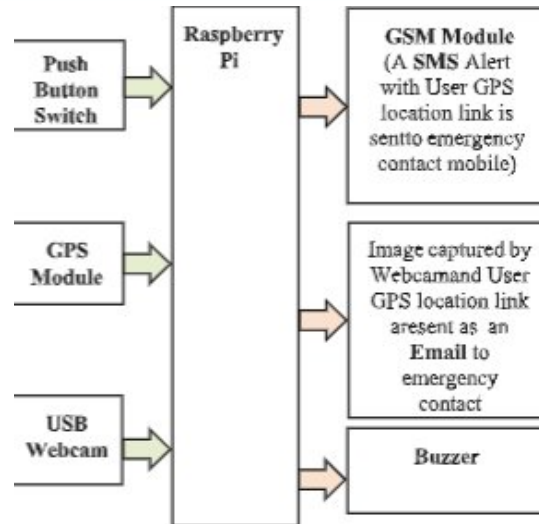 Push
Button
Switch
GPS
Module
USB
Webcam
Raspberry
Pi
GSM Module
(A SMS Alert
with User GPS
location link is
sentto emergency
contact mobile)
Image captured by
Webcamand User
GPS location link
aresent as an
Email to
emergency
contact
Buzzer